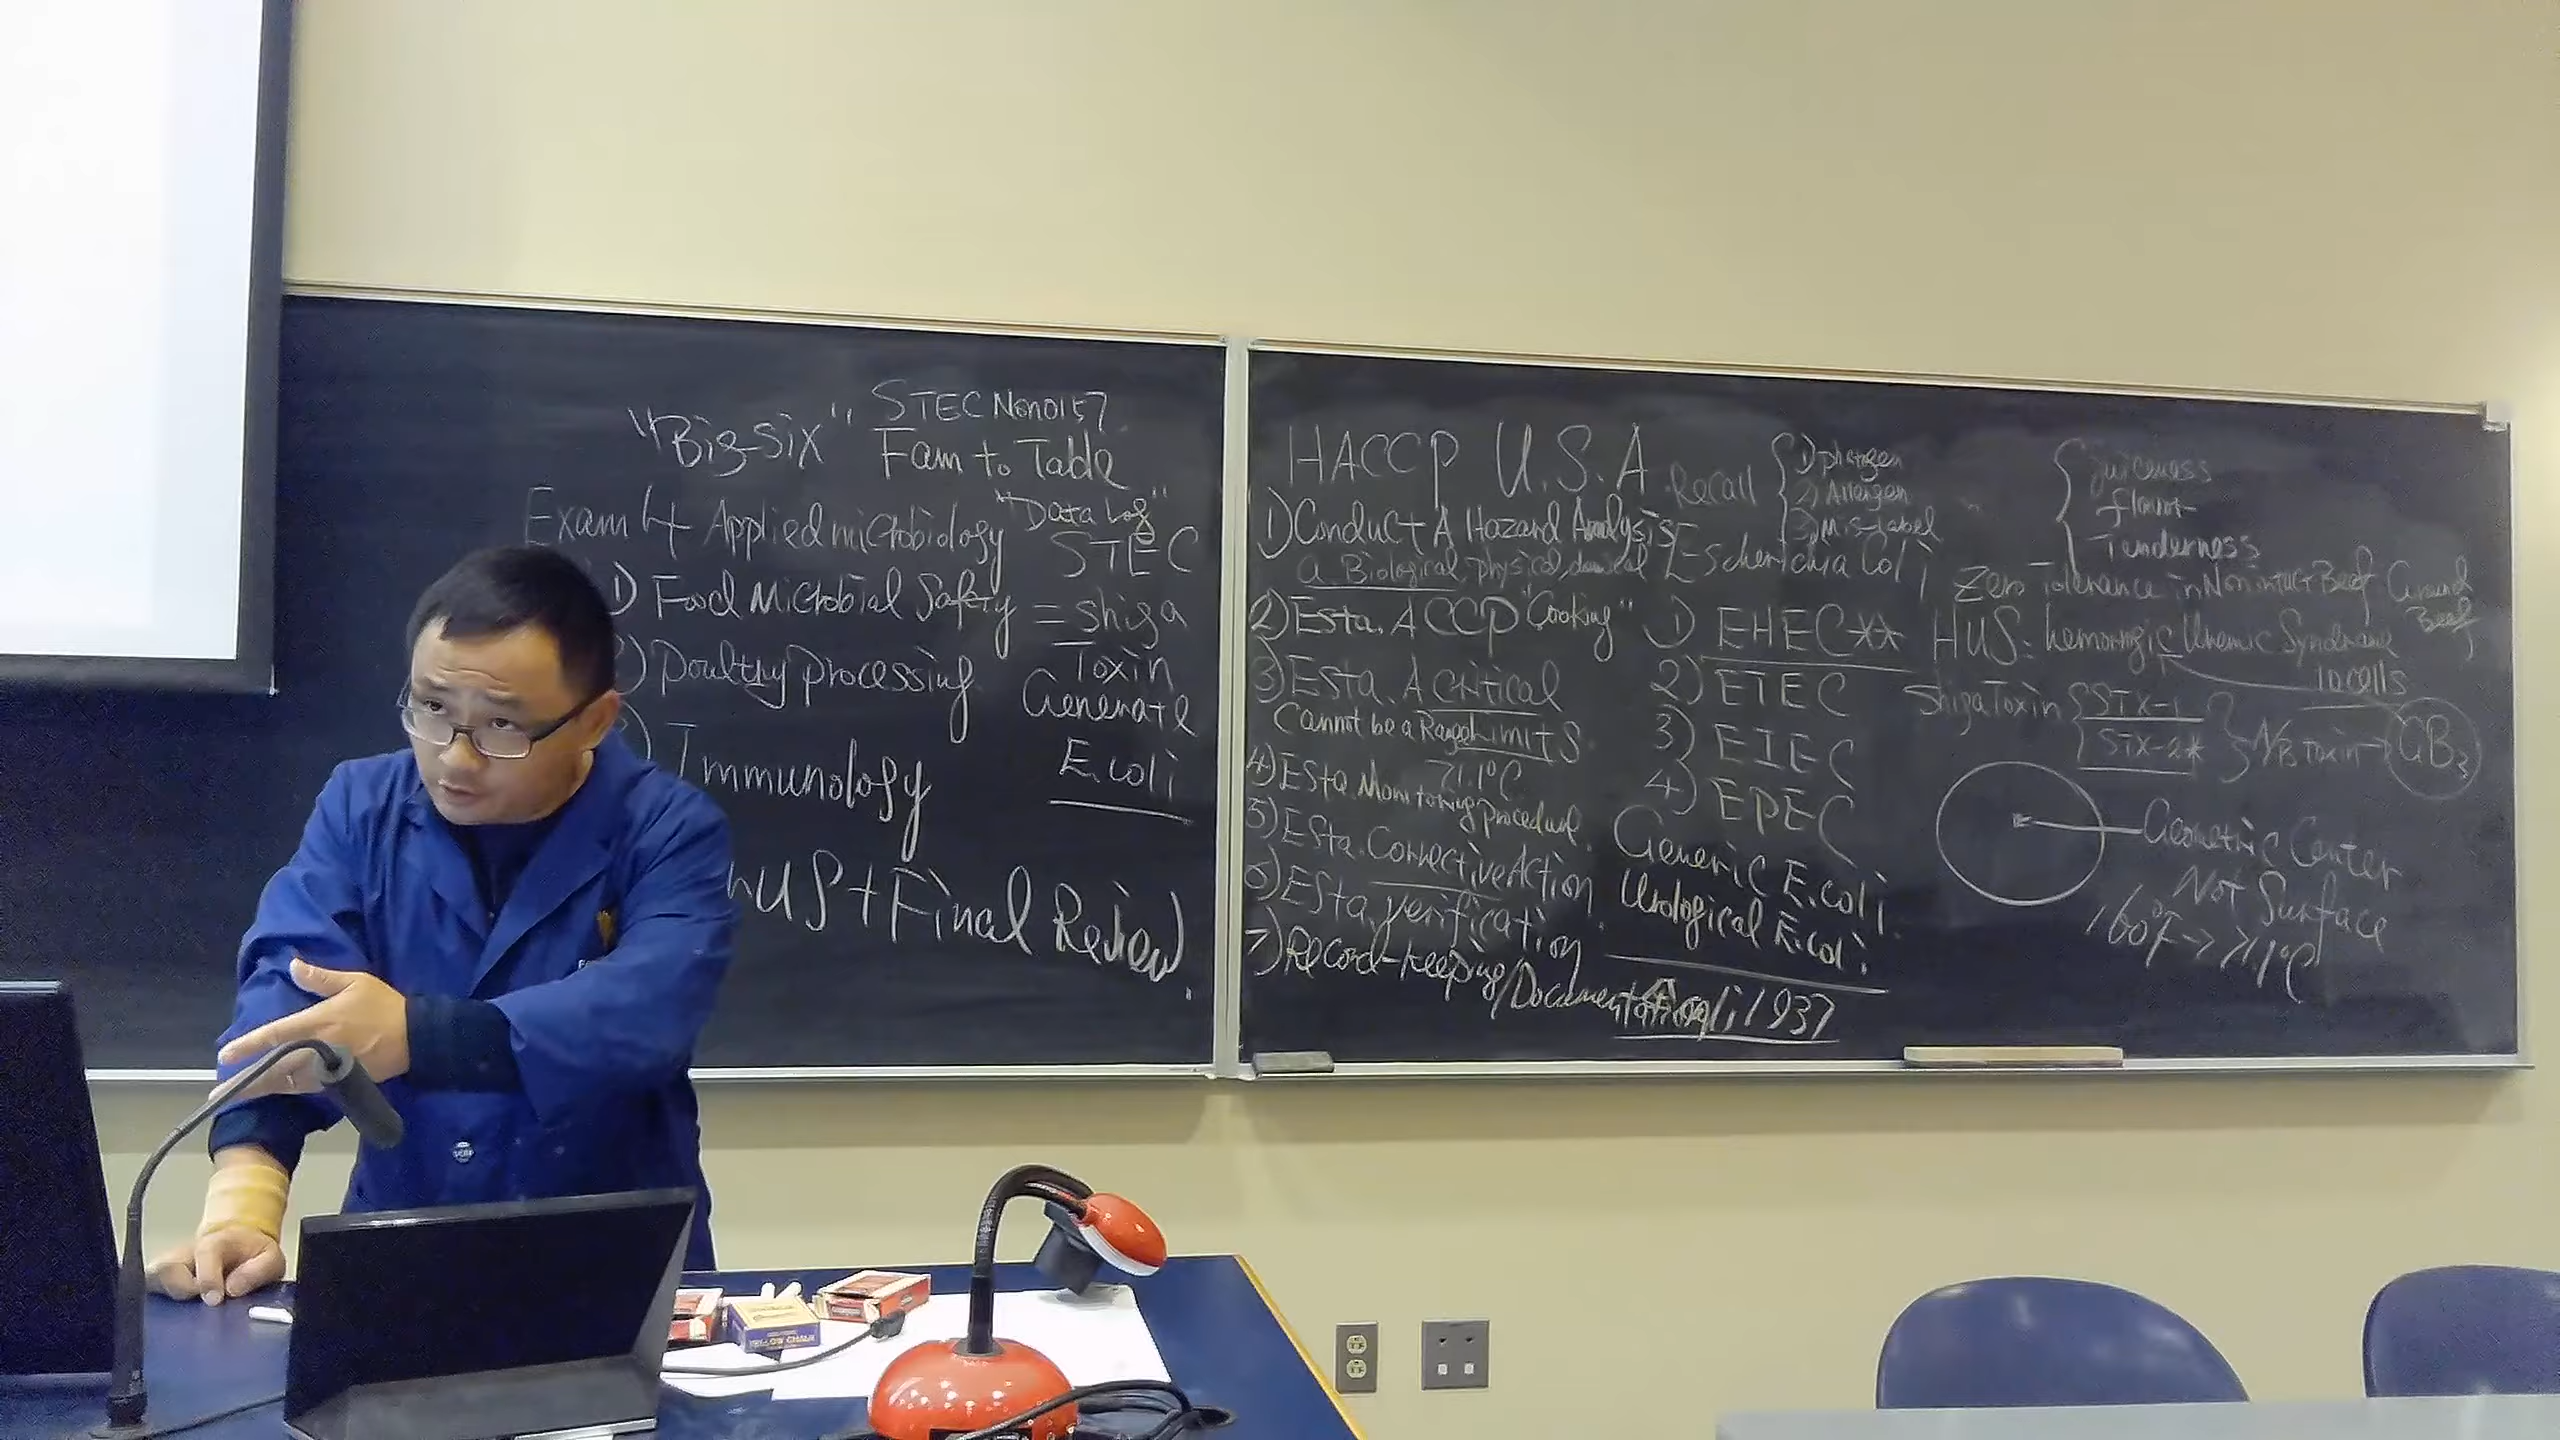 "Big-Six" STEC NonO157
Fam to Table
Exam 4 Applied microbiology "Data Log"
STEC
1) Food Microbial Safety = shiga
2) Poultry processing Toxin
Generate
3) Immunology E.coli
HUS + Final Review.
HACCP U.S.A Recall
2) Allergen
3) Mis-label
1) Conduct A Hazard Analysis
a. Biological, physical, chemical
2) Esta. A CCP "Cooking"
3) Esta. A critical
Cannot be a Range Limits
71.1°C
4) Esta. Monitoring procedure.
5) Esta. Corrective Action
6) Esta. verification.
7) Record-keeping/Documentation
Escherichia Coli
1) EHEC**
2) ETEC
3) EIEC
4) EPEC
Generic E.coli
Urological E.coli.
1937
Juiceness
Tenderness
Zero Tolerance in Non intact Beef Ground
Beef
HUS: hemorrigic Uremic Syndrome
10 cells
Shiga Toxin STX-1
STX-2* B Toxin GB3
Geometric Center
Not Surface
160°F → 71.1°C
YELLOW CHALK